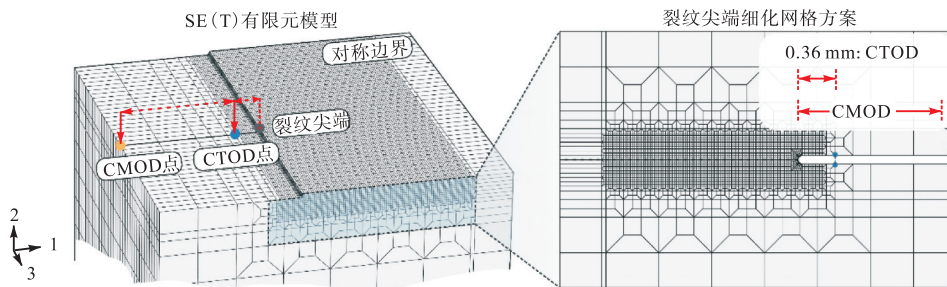 SE(T)有限元模型
对称边界
裂纹尖端
CTOD点
CMOD点
2
1
3
裂纹尖端细化网格方案
0.36 mm: CTOD
CMOD